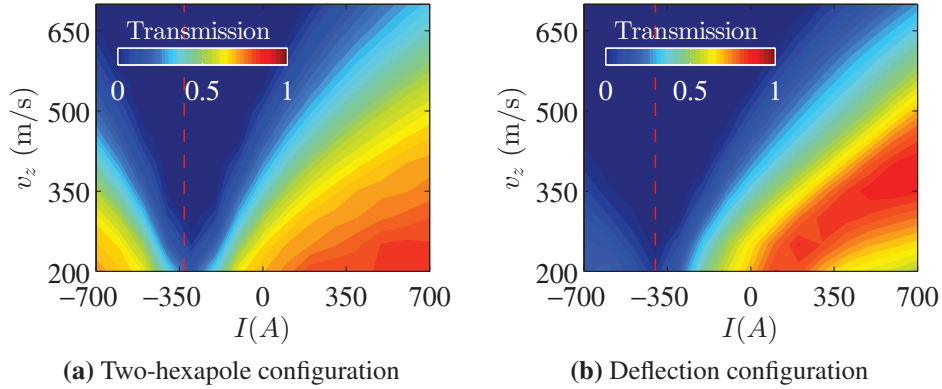 650
500
350
200
v_z (m/s)
Transmission
0 0.5 1
−700 −350 0 350 700
I(A)
(a) Two-hexapole configuration
650
500
350
200
v_z (m/s)
Transmission
0 0.5 1
−700 −350 0 350 700
I(A)
(b) Deflection configuration